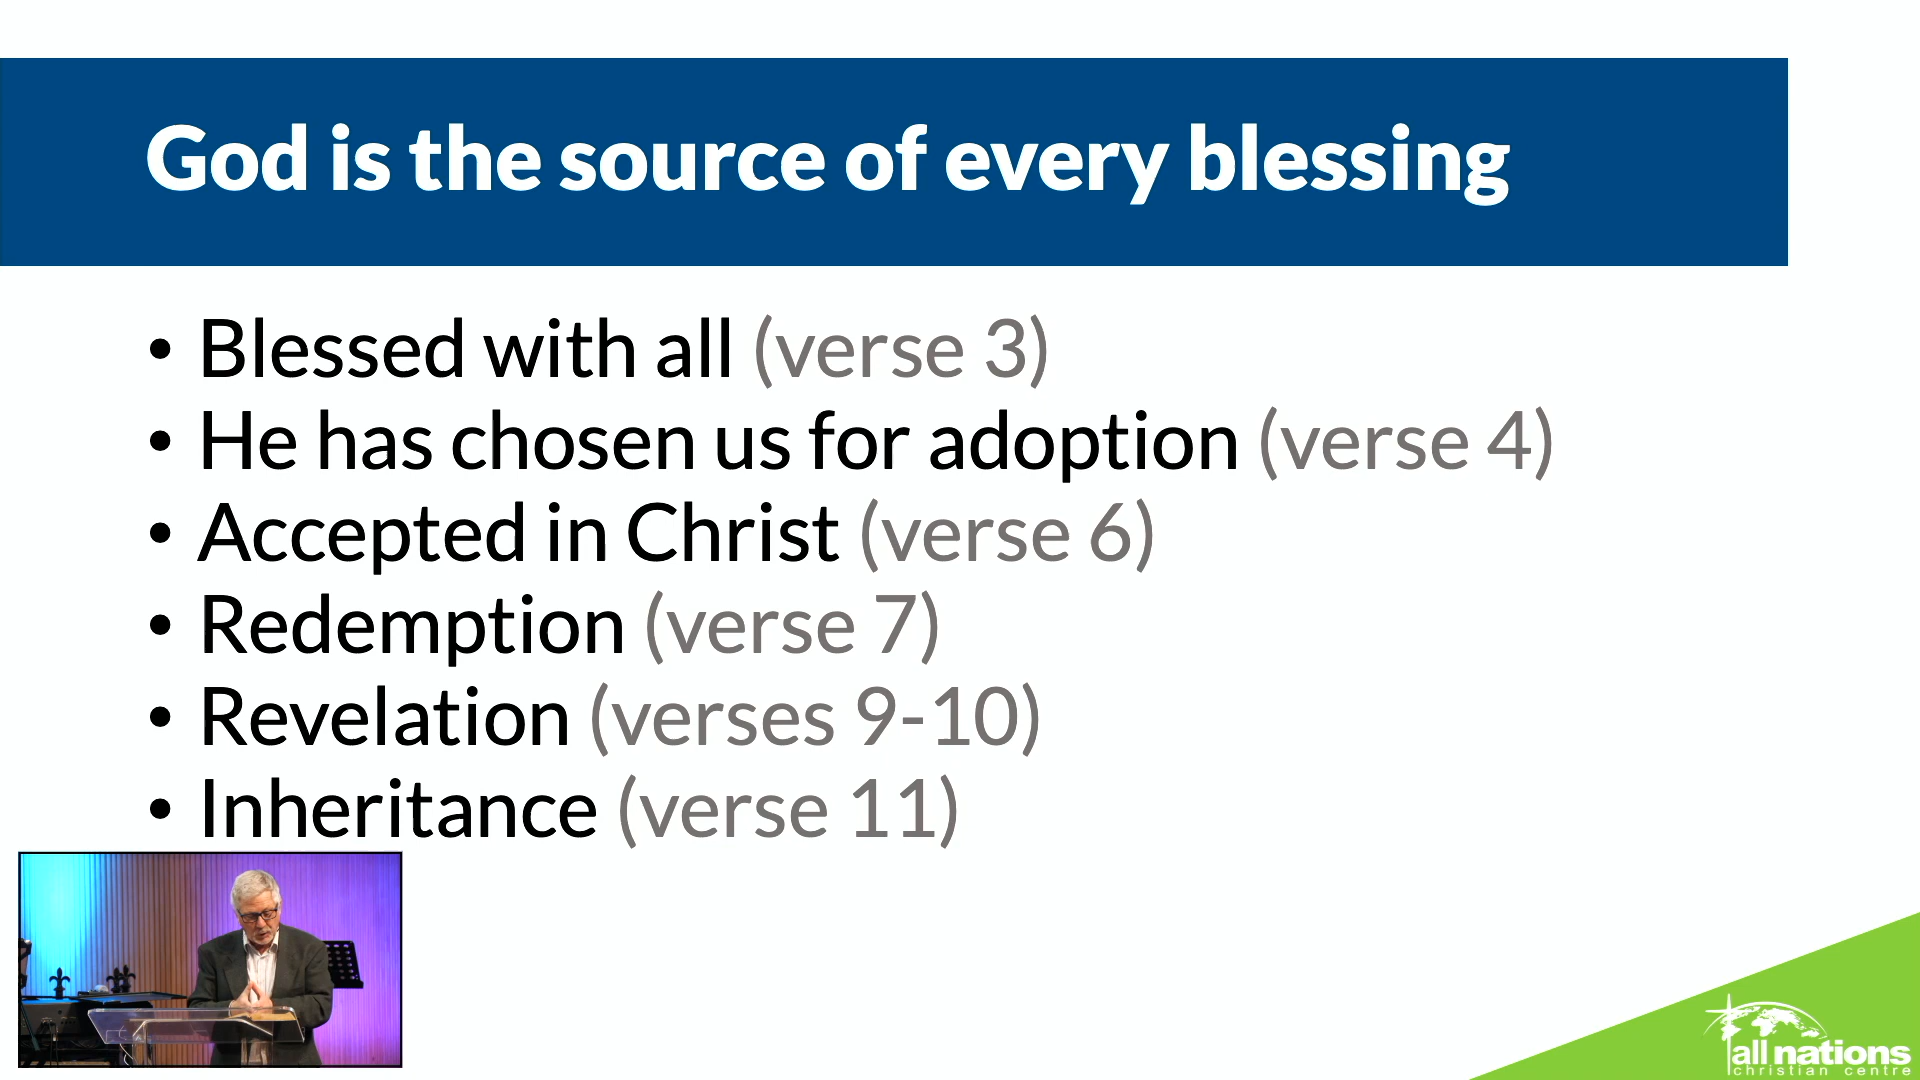 God is the source of every blessing
• Blessed with all (verse 3)
• He has chosen us for adoption (verse 4)
• Accepted in Christ (verse 6)
• Redemption (verse 7)
• Revelation (verses 9-10)
• Inheritance (verse 11)
all nations
christian centre